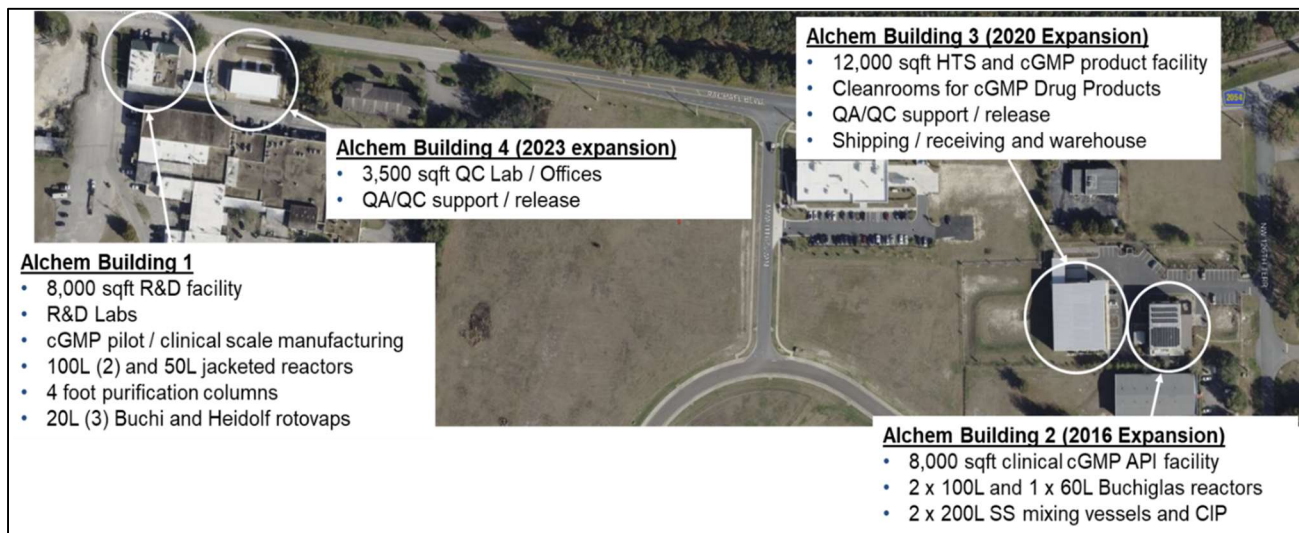 Alchem Building 3 (2020 Expansion)
• 12,000 sqft HTS and cGMP product facility
• Cleanrooms for cGMP Drug Products
• QA/QC support / release
• Shipping / receiving and warehouse
Alchem Building 4 (2023 expansion)
• 3,500 sqft QC Lab / Offices
• QA/QC support / release
Alchem Building 1
• 8,000 sqft R&D facility
• R&D Labs
• cGMP pilot / clinical scale manufacturing
• 100L (2) and 50L jacketed reactors
• 4 foot purification columns
• 20L (3) Buchi and Heidolf rotovaps
Alchem Building 2 (2016 Expansion)
• 8,000 sqft clinical cGMP API facility
• 2 x 100L and 1 x 60L Buchiglas reactors
• 2 x 200L SS mixing vessels and CIP